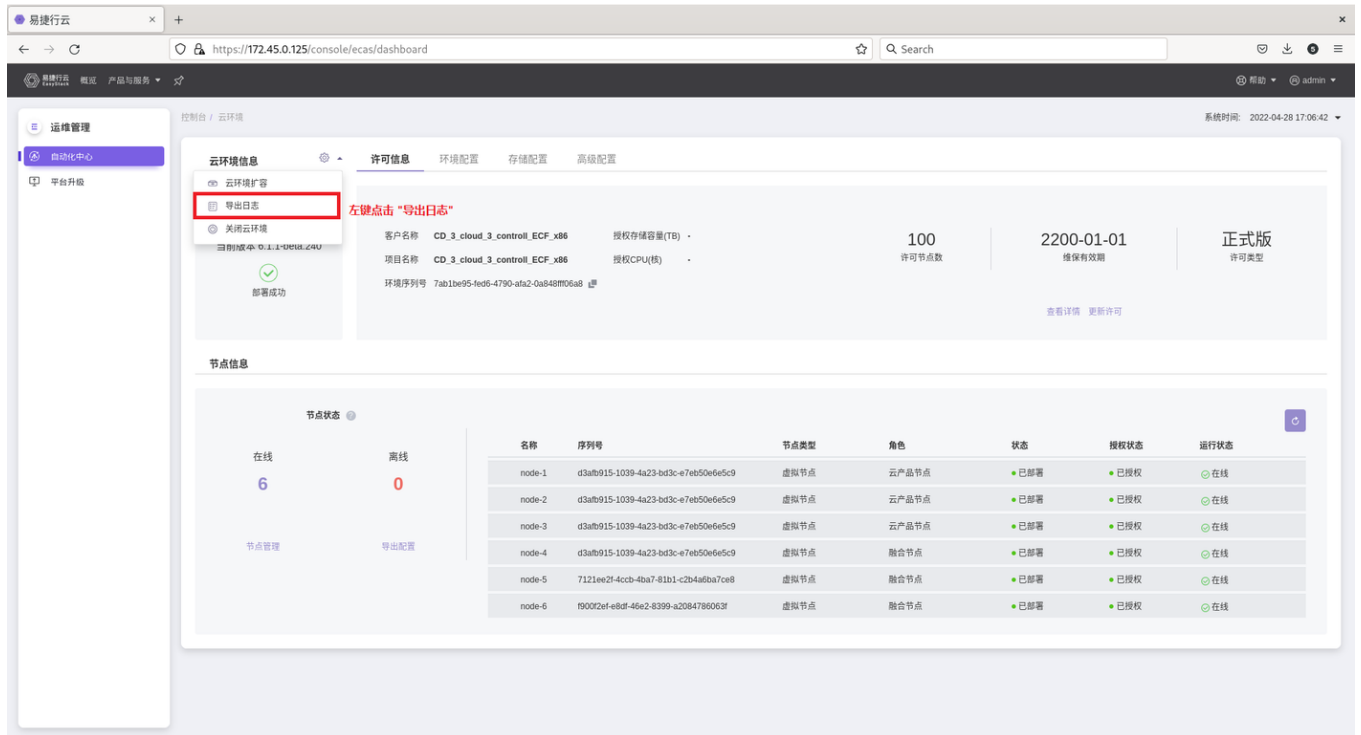 易捷行云
https://172.45.0.125/console/ecas/dashboard
Search
易捷行云 EasyStack 概览 产品与服务 帮助 admin
运维管理
自动化中心
平台升级
控制台 / 云环境
系统时间: 2022-04-28 17:06:42
云环境信息
云环境扩容
导出日志
关闭云环境
左键点击 "导出日志"
当前版本 6.1.1-beta.240
部署成功
许可信息 环境配置 存储配置 高级配置
客户名称 CD_3_cloud_3_controll_ECF_x86 授权存储容量(TB) -
项目名称 CD_3_cloud_3_controll_ECF_x86 授权CPU(核) -
环境序列号 7ab1be95-fed6-4790-afa2-0a848fff06a8
100 2200-01-01 正式版
许可节点数 维保有效期 许可类型
查看详情 更新许可
节点信息
节点状态
在线 离线
6 0
节点管理 导出配置
名称 序列号 节点类型 角色 状态 授权状态 运行状态
node-1 d3afb915-1039-4a23-bd3c-e7eb50e6e5c9 虚拟节点 云产品节点 已部署 已授权 在线
node-2 d3afb915-1039-4a23-bd3c-e7eb50e6e5c9 虚拟节点 云产品节点 已部署 已授权 在线
node-3 d3afb915-1039-4a23-bd3c-e7eb50e6e5c9 虚拟节点 云产品节点 已部署 已授权 在线
node-4 d3afb915-1039-4a23-bd3c-e7eb50e6e5c9 虚拟节点 融合节点 已部署 已授权 在线
node-5 7121ee2f-4ccb-4ba7-81b1-c2b4a6ba7ce8 虚拟节点 融合节点 已部署 已授权 在线
node-6 f900f2ef-e8df-46e2-8399-a2084786063f 虚拟节点 融合节点 已部署 已授权 在线